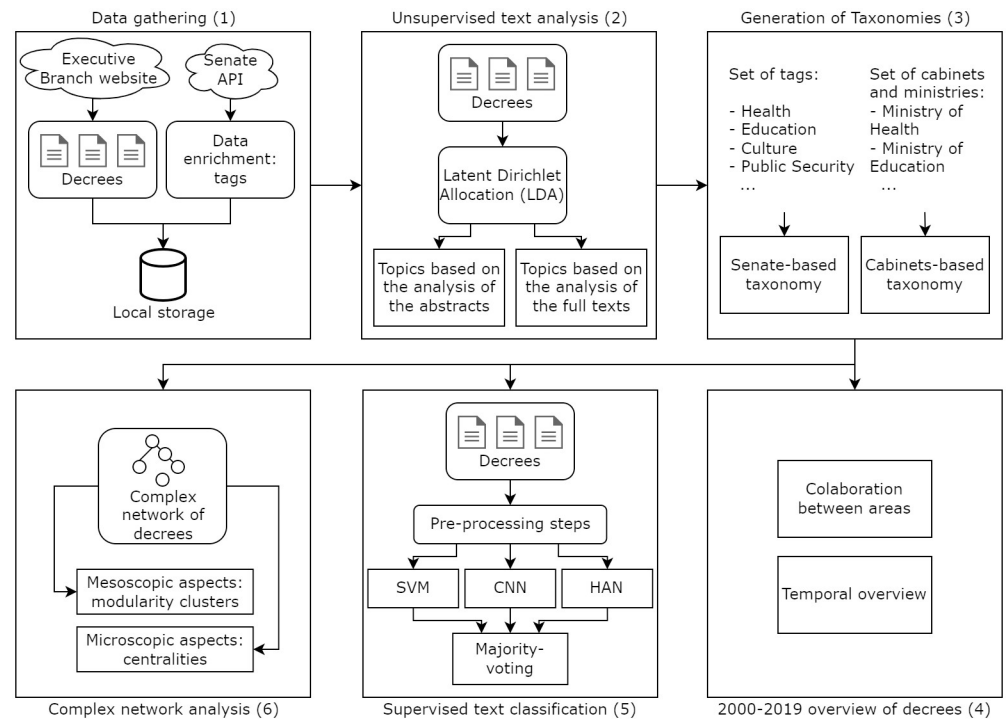 Data gathering (1)
Executive
Branch website
Senate
API
Decrees
Data
enrichment:
tags
Local storage
Unsupervised text analysis (2)
Decrees
Latent Dirichlet
Allocation (LDA)
Topics based on
the analysis of
the abstracts
Topics based on
the analysis of
the full texts
Generation of Taxonomies (3)
Set of tags:
- Health
- Education
- Culture
- Public Security
...
Set of cabinets
and ministries:
- Ministry of
Health
- Ministry of
Education
...
Senate-based
taxonomy
Cabinets-based
taxonomy
Complex
network of
decrees
Mesoscopic aspects:
modularity clusters
Microscopic aspects:
centralities
Complex network analysis (6)
Decrees
Pre-processing steps
SVM
CNN
HAN
Majority-
voting
Supervised text classification (5)
Colaboration
between areas
Temporal overview
2000-2019 overview of decrees (4)